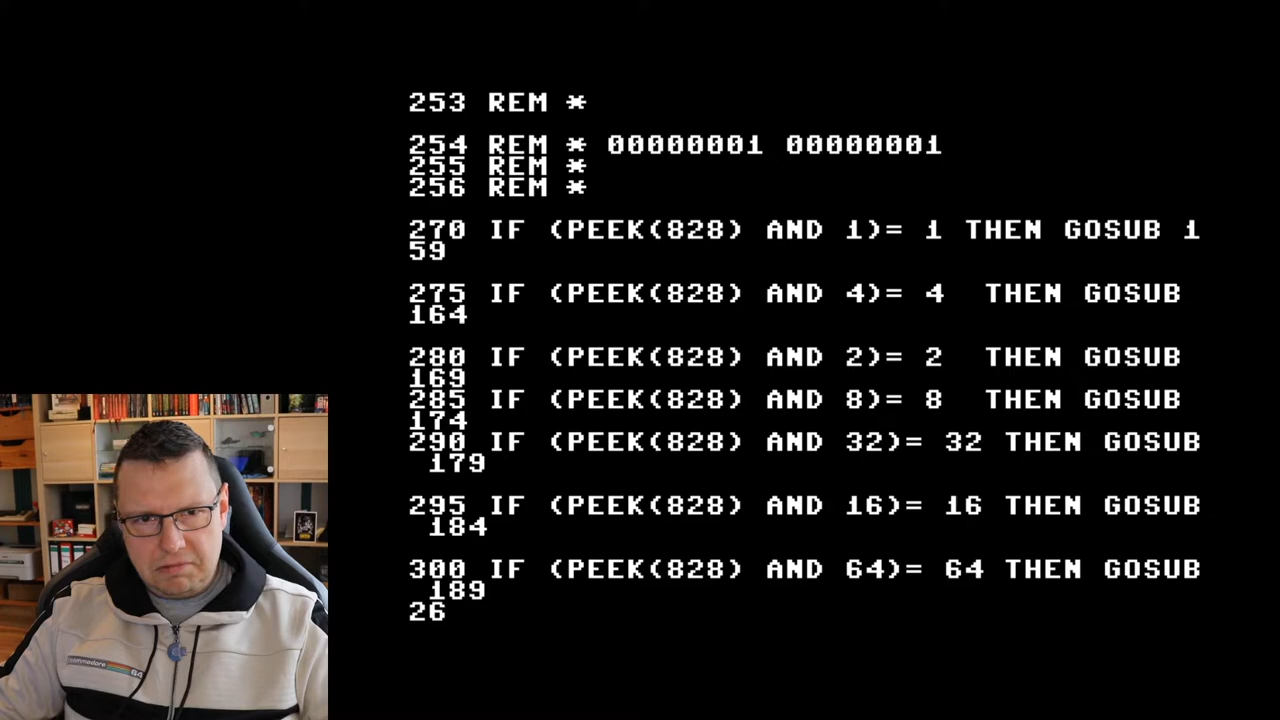 253 REM *
254 REM * 00000001 00000001
255 REM *
256 REM *
270 IF (PEEK(828) AND 1)= 1 THEN GOSUB 1
59
275 IF (PEEK(828) AND 4)= 4  THEN GOSUB
164
280 IF (PEEK(828) AND 2)= 2  THEN GOSUB
169
285 IF (PEEK(828) AND 8)= 8  THEN GOSUB
174
290 IF (PEEK(828) AND 32)= 32 THEN GOSUB
179
295 IF (PEEK(828) AND 16)= 16 THEN GOSUB
184
300 IF (PEEK(828) AND 64)= 64 THEN GOSUB
189
26
commodore
64